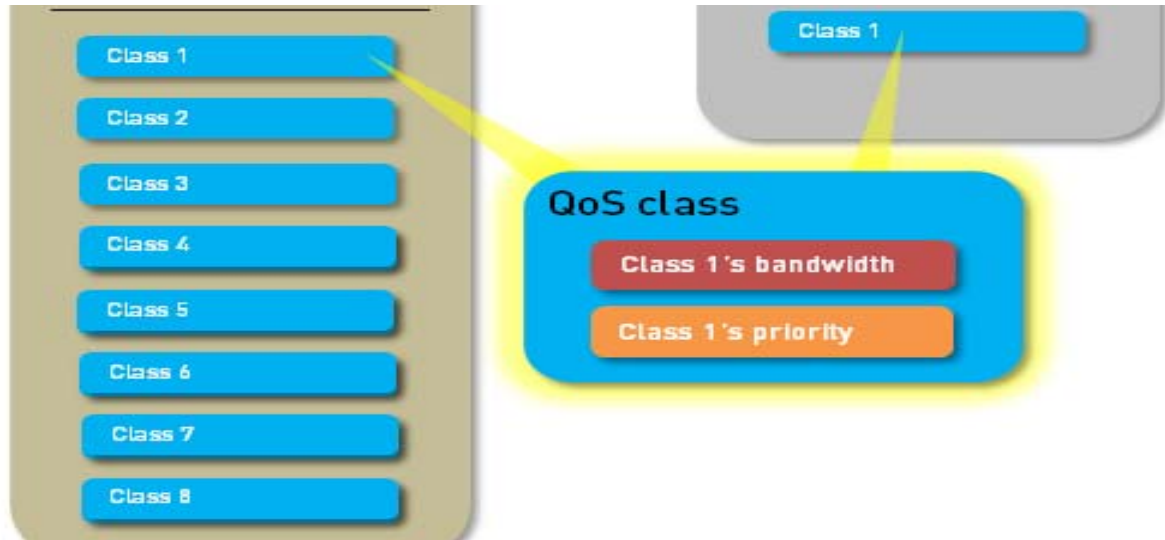 Class 1
Class 2
Class 3
Class 4
Class 5
Class 6
Class 7
Class 8
Class 1
QoS class
Class 1's bandwidth
Class 1's priority